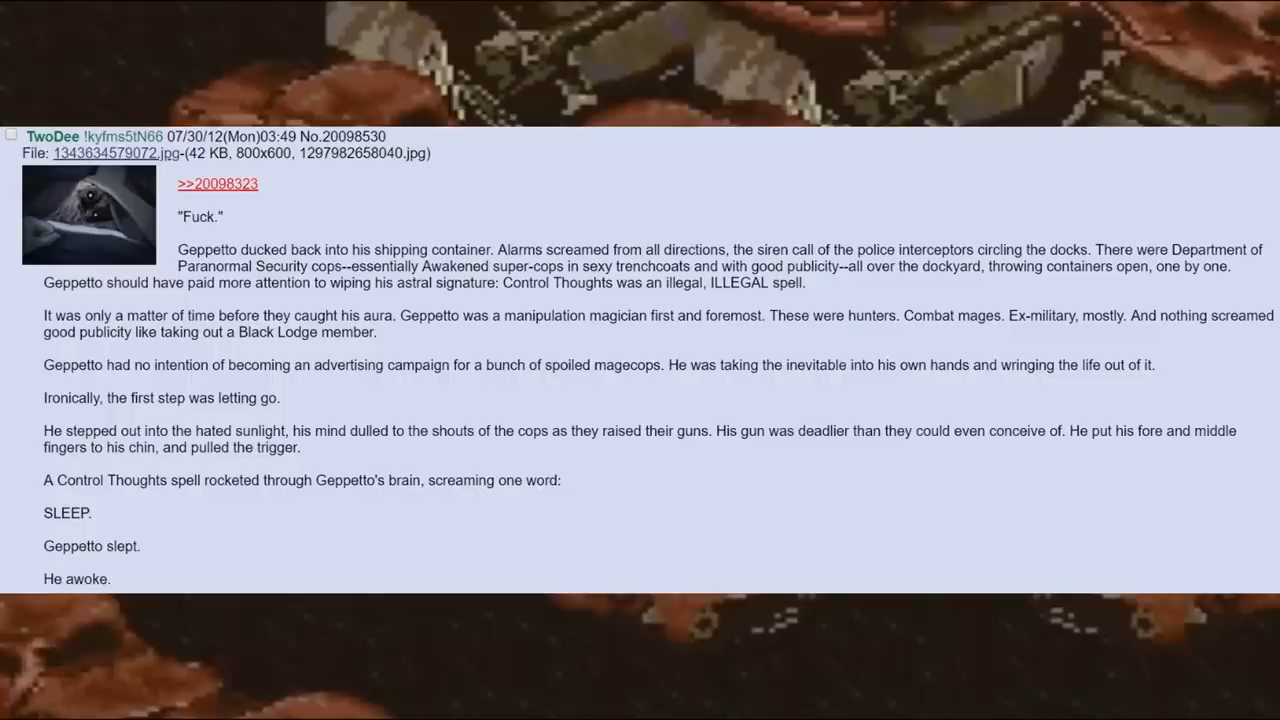 TwoDee !kyfms5tN66 07/30/12(Mon)03:49 No.20098530
File: 1343634579072.jpg-(42 KB, 800x600, 1297982658040.jpg)
>>20098323
"Fuck."
Geppetto ducked back into his shipping container. Alarms screamed from all directions, the siren call of the police interceptors circling the docks. There were Department of
Paranormal Security cops--essentially Awakened super-cops in sexy trenchcoats and with good publicity--all over the dockyard, throwing containers open, one by one.
Geppetto should have paid more attention to wiping his astral signature: Control Thoughts was an illegal, ILLEGAL spell.
It was only a matter of time before they caught his aura. Geppetto was a manipulation magician first and foremost. These were hunters. Combat mages. Ex-military, mostly. And nothing screamed
good publicity like taking out a Black Lodge member.
Geppetto had no intention of becoming an advertising campaign for a bunch of spoiled magecops. He was taking the inevitable into his own hands and wringing the life out of it.
Ironically, the first step was letting go.
He stepped out into the hated sunlight, his mind dulled to the shouts of the cops as they raised their guns. His gun was deadlier than they could even conceive of. He put his fore and middle
fingers to his chin, and pulled the trigger.
A Control Thoughts spell rocketed through Geppetto's brain, screaming one word:
SLEEP.
Geppetto slept.
He awoke.